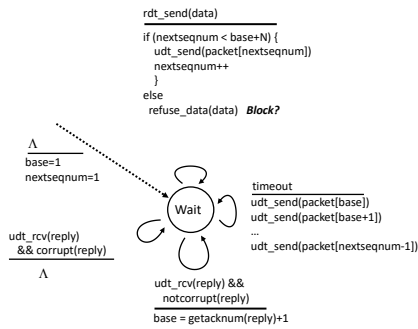 rdt_send(data)
if (nextseqnum < base+N) {
udt_send(packet[nextseqnum])
nextseqnum++
}
else
refuse_data(data) Block?
Λ
base=1
nextseqnum=1
Wait
timeout
udt_send(packet[base])
udt_send(packet[base+1])
…
udt_send(packet[nextseqnum-1])
udt_rcv(reply)
&& corrupt(reply)
Λ
udt_rcv(reply) &&
notcorrupt(reply)
base = getacknum(reply)+1